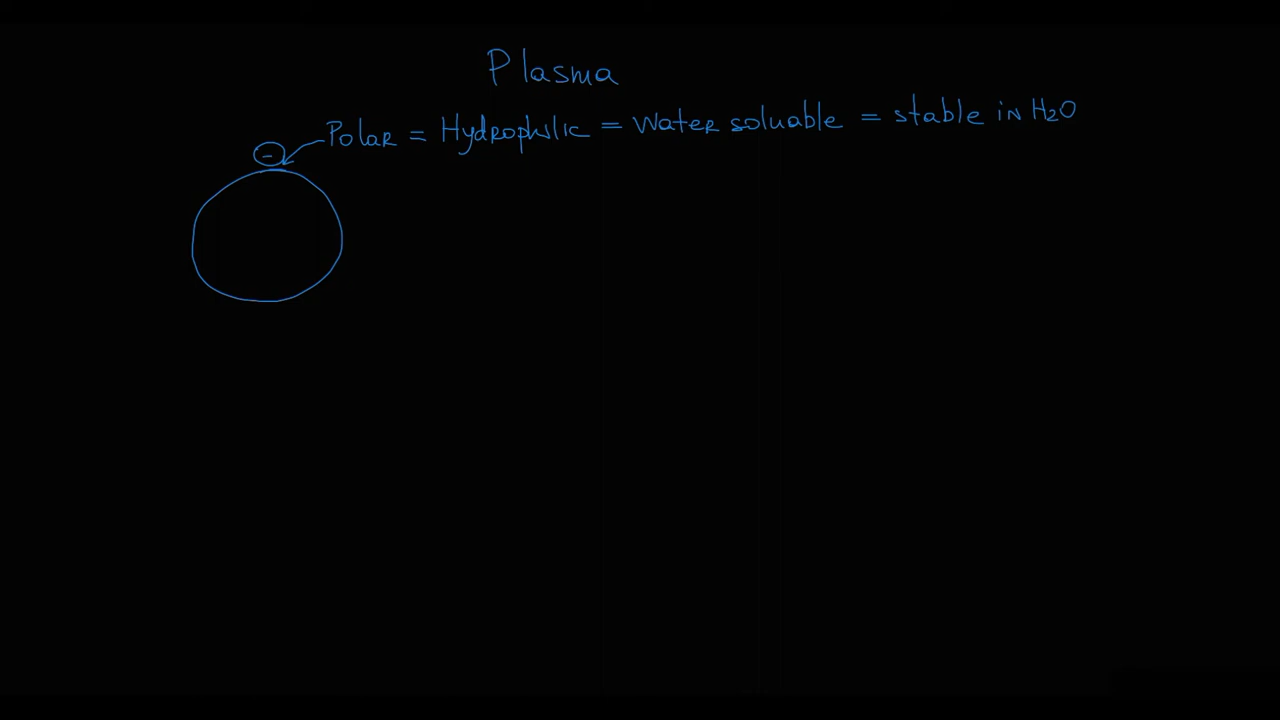 Plasma
Polar = Hydrophilic = Water soluable = stable in H₂O
-